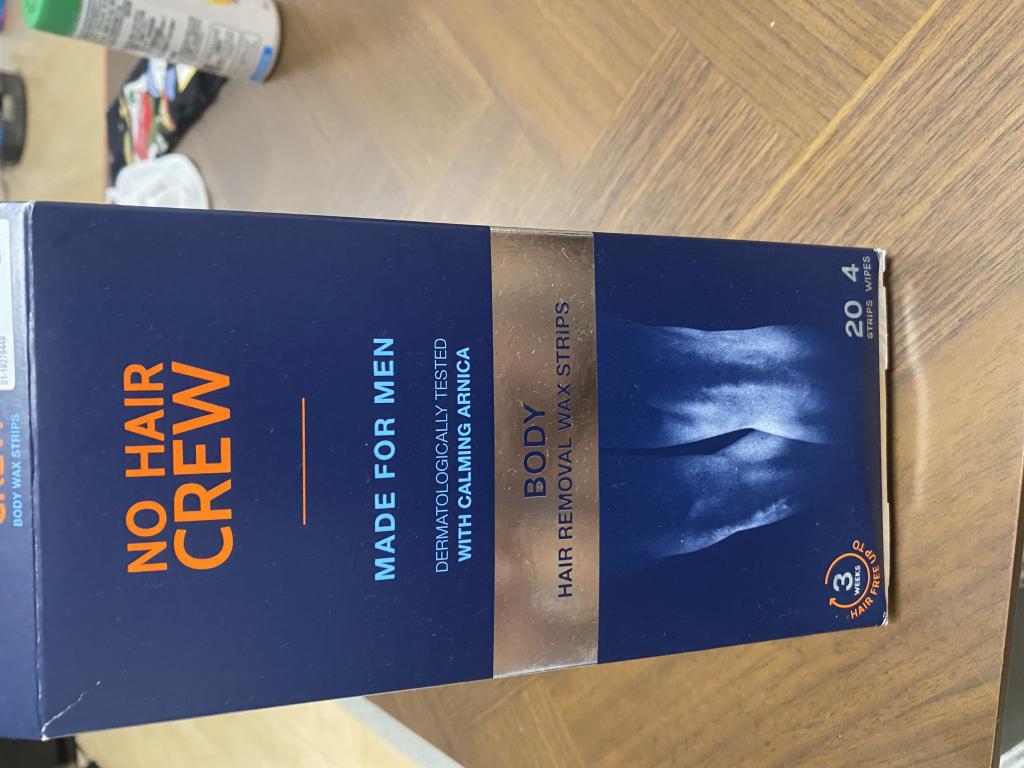 BODY WAX STRIPS
NO HAIR
CREW
MADE FOR MEN
DERMATOLOGICALLY TESTED
WITH CALMING ARNICA
BODY
HAIR REMOVAL WAX STRIPS
3
WEEKS
HAIR FREE UP TO
20 4
STRIPS WIPES